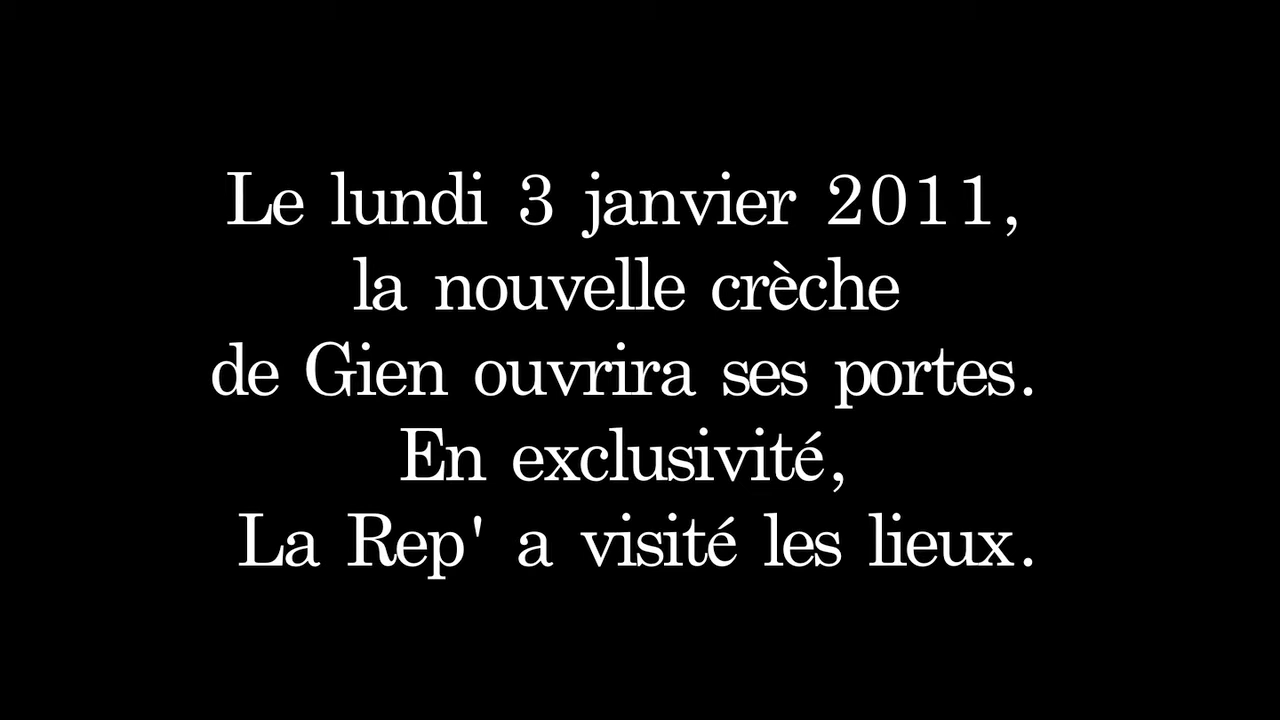 Le lundi 3 janvier 2011,
la nouvelle crèche
de Gien ouvrira ses portes.
En exclusivité,
La Rep' a visité les lieux.